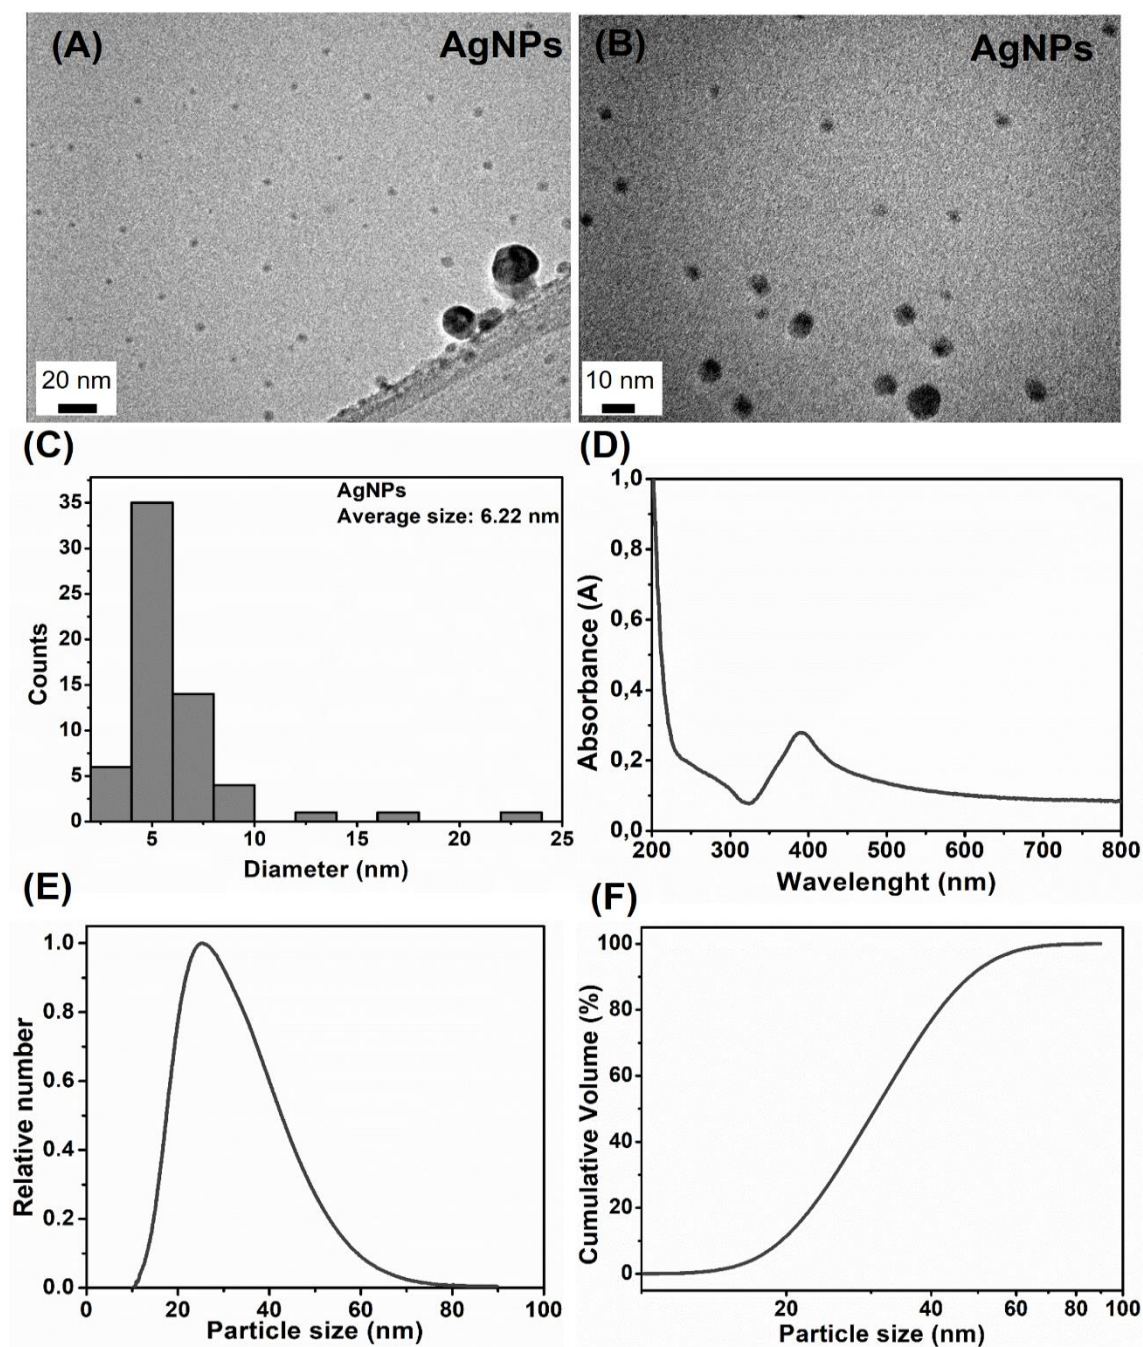 (A)
AgNPs
20 nm
(B)
AgNPs
10 nm
(C)
Counts
35
30
25
20
15
10
5
0
AgNPs
Average size: 6.22 nm
5
10
15
20
25
Diameter (nm)
(D)
Absorbance (A)
1,0
0,8
0,6
0,4
0,2
0,0
200
300
400
500
600
700
800
Wavelenght (nm)
(E)
Relative number
1.0
0.8
0.6
0.4
0.2
0.0
0
20
40
60
80
100
Particle size (nm)
(F)
Cumulative Volume (%)
100
80
60
40
20
0
20
40
60
80
100
Particle size (nm)